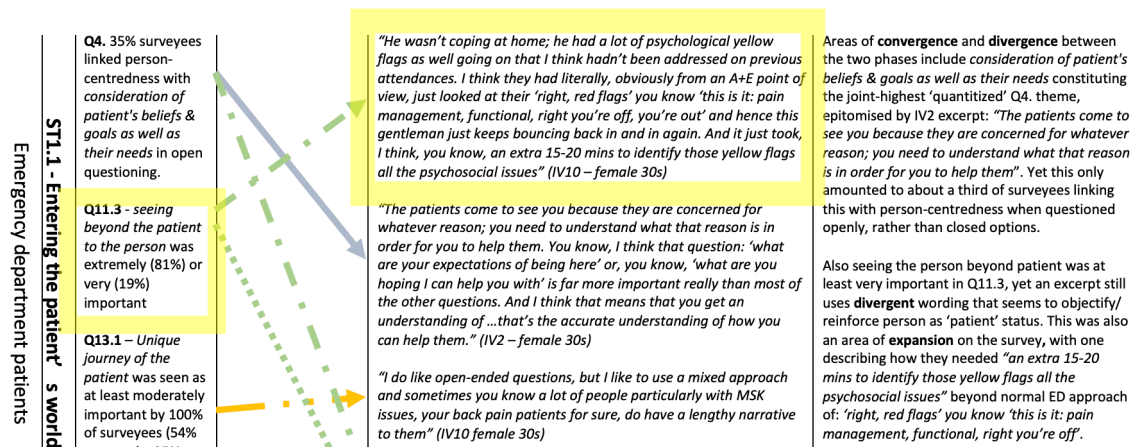 Emergency department patients
ST1.1 - Entering the patient’ s world
Q4. 35% surveyees
linked person-
centredness with
consideration of
patient's beliefs &
goals as well as
their needs in open
questioning.
Q11.3 - seeing
beyond the patient
to the person was
extremely (81%) or
very (19%)
important
Q13.1 – Unique
journey of the
patient was seen as
at least moderately
important by 100%
of surveyees (54%
“He wasn’t coping at home; he had a lot of psychological yellow
flags as well going on that I think hadn’t been addressed on previous
attendances. I think they had literally, obviously from an A+E point of
view, just looked at their ‘right, red flags’ you know ‘this is it: pain
management, functional, right you’re off, you’re out’ and hence this
gentleman just keeps bouncing back in and in again. And it just took,
I think, you know, an extra 15-20 mins to identify those yellow flags
all the psychosocial issues” (IV10 – female 30s)
“The patients come to see you because they are concerned for
whatever reason; you need to understand what that reason is in
order for you to help them. You know, I think that question: ‘what
are your expectations of being here’ or, you know, ‘what are you
hoping I can help you with’ is far more important really than most of
the other questions. And I think that means that you get an
understanding of …that’s the accurate understanding of how you
can help them.” (IV2 – female 30s)
“I do like open-ended questions, but I like to use a mixed approach
and sometimes you know a lot of people particularly with MSK
issues, your back pain patients for sure, do have a lengthy narrative
to them” (IV10 female 30s)
Areas of convergence and divergence between
the two phases include consideration of patient's
beliefs & goals as well as their needs constituting
the joint-highest ‘quantitized’ Q4. theme,
epitomised by IV2 excerpt: “The patients come to
see you because they are concerned for whatever
reason; you need to understand what that reason
is in order for you to help them”. Yet this only
amounted to about a third of surveyees linking
this with person-centredness when questioned
openly, rather than closed options.
Also seeing the person beyond patient was at
least very important in Q11.3, yet an excerpt still
uses divergent wording that seems to objectify/
reinforce person as ‘patient’ status. This was also
an area of expansion on the survey, with one
describing how they needed “an extra 15-20
mins to identify those yellow flags all the
psychosocial issues” beyond normal ED approach
of: ‘right, red flags’ you know ‘this is it: pain
management, functional, right you’re off’.